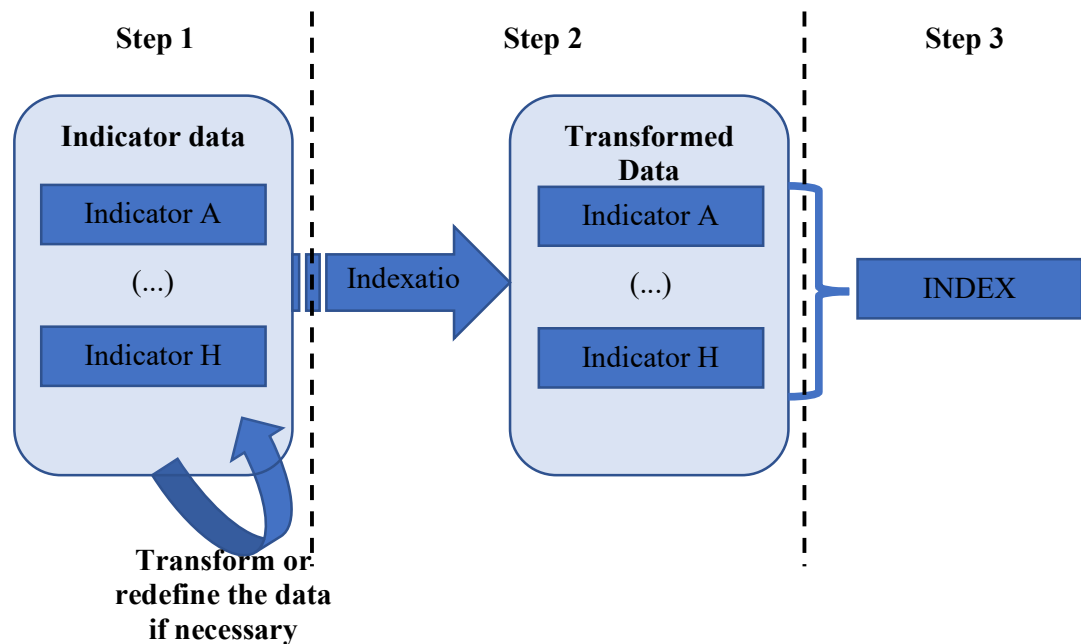 Step 1
Step 2
Step 3
Indicator data
Indicator A
(...)
Indicator H
Transform or
redefine the data
if necessary
Indexatio
Transformed
Data
Indicator A
(...)
Indicator H
INDEX